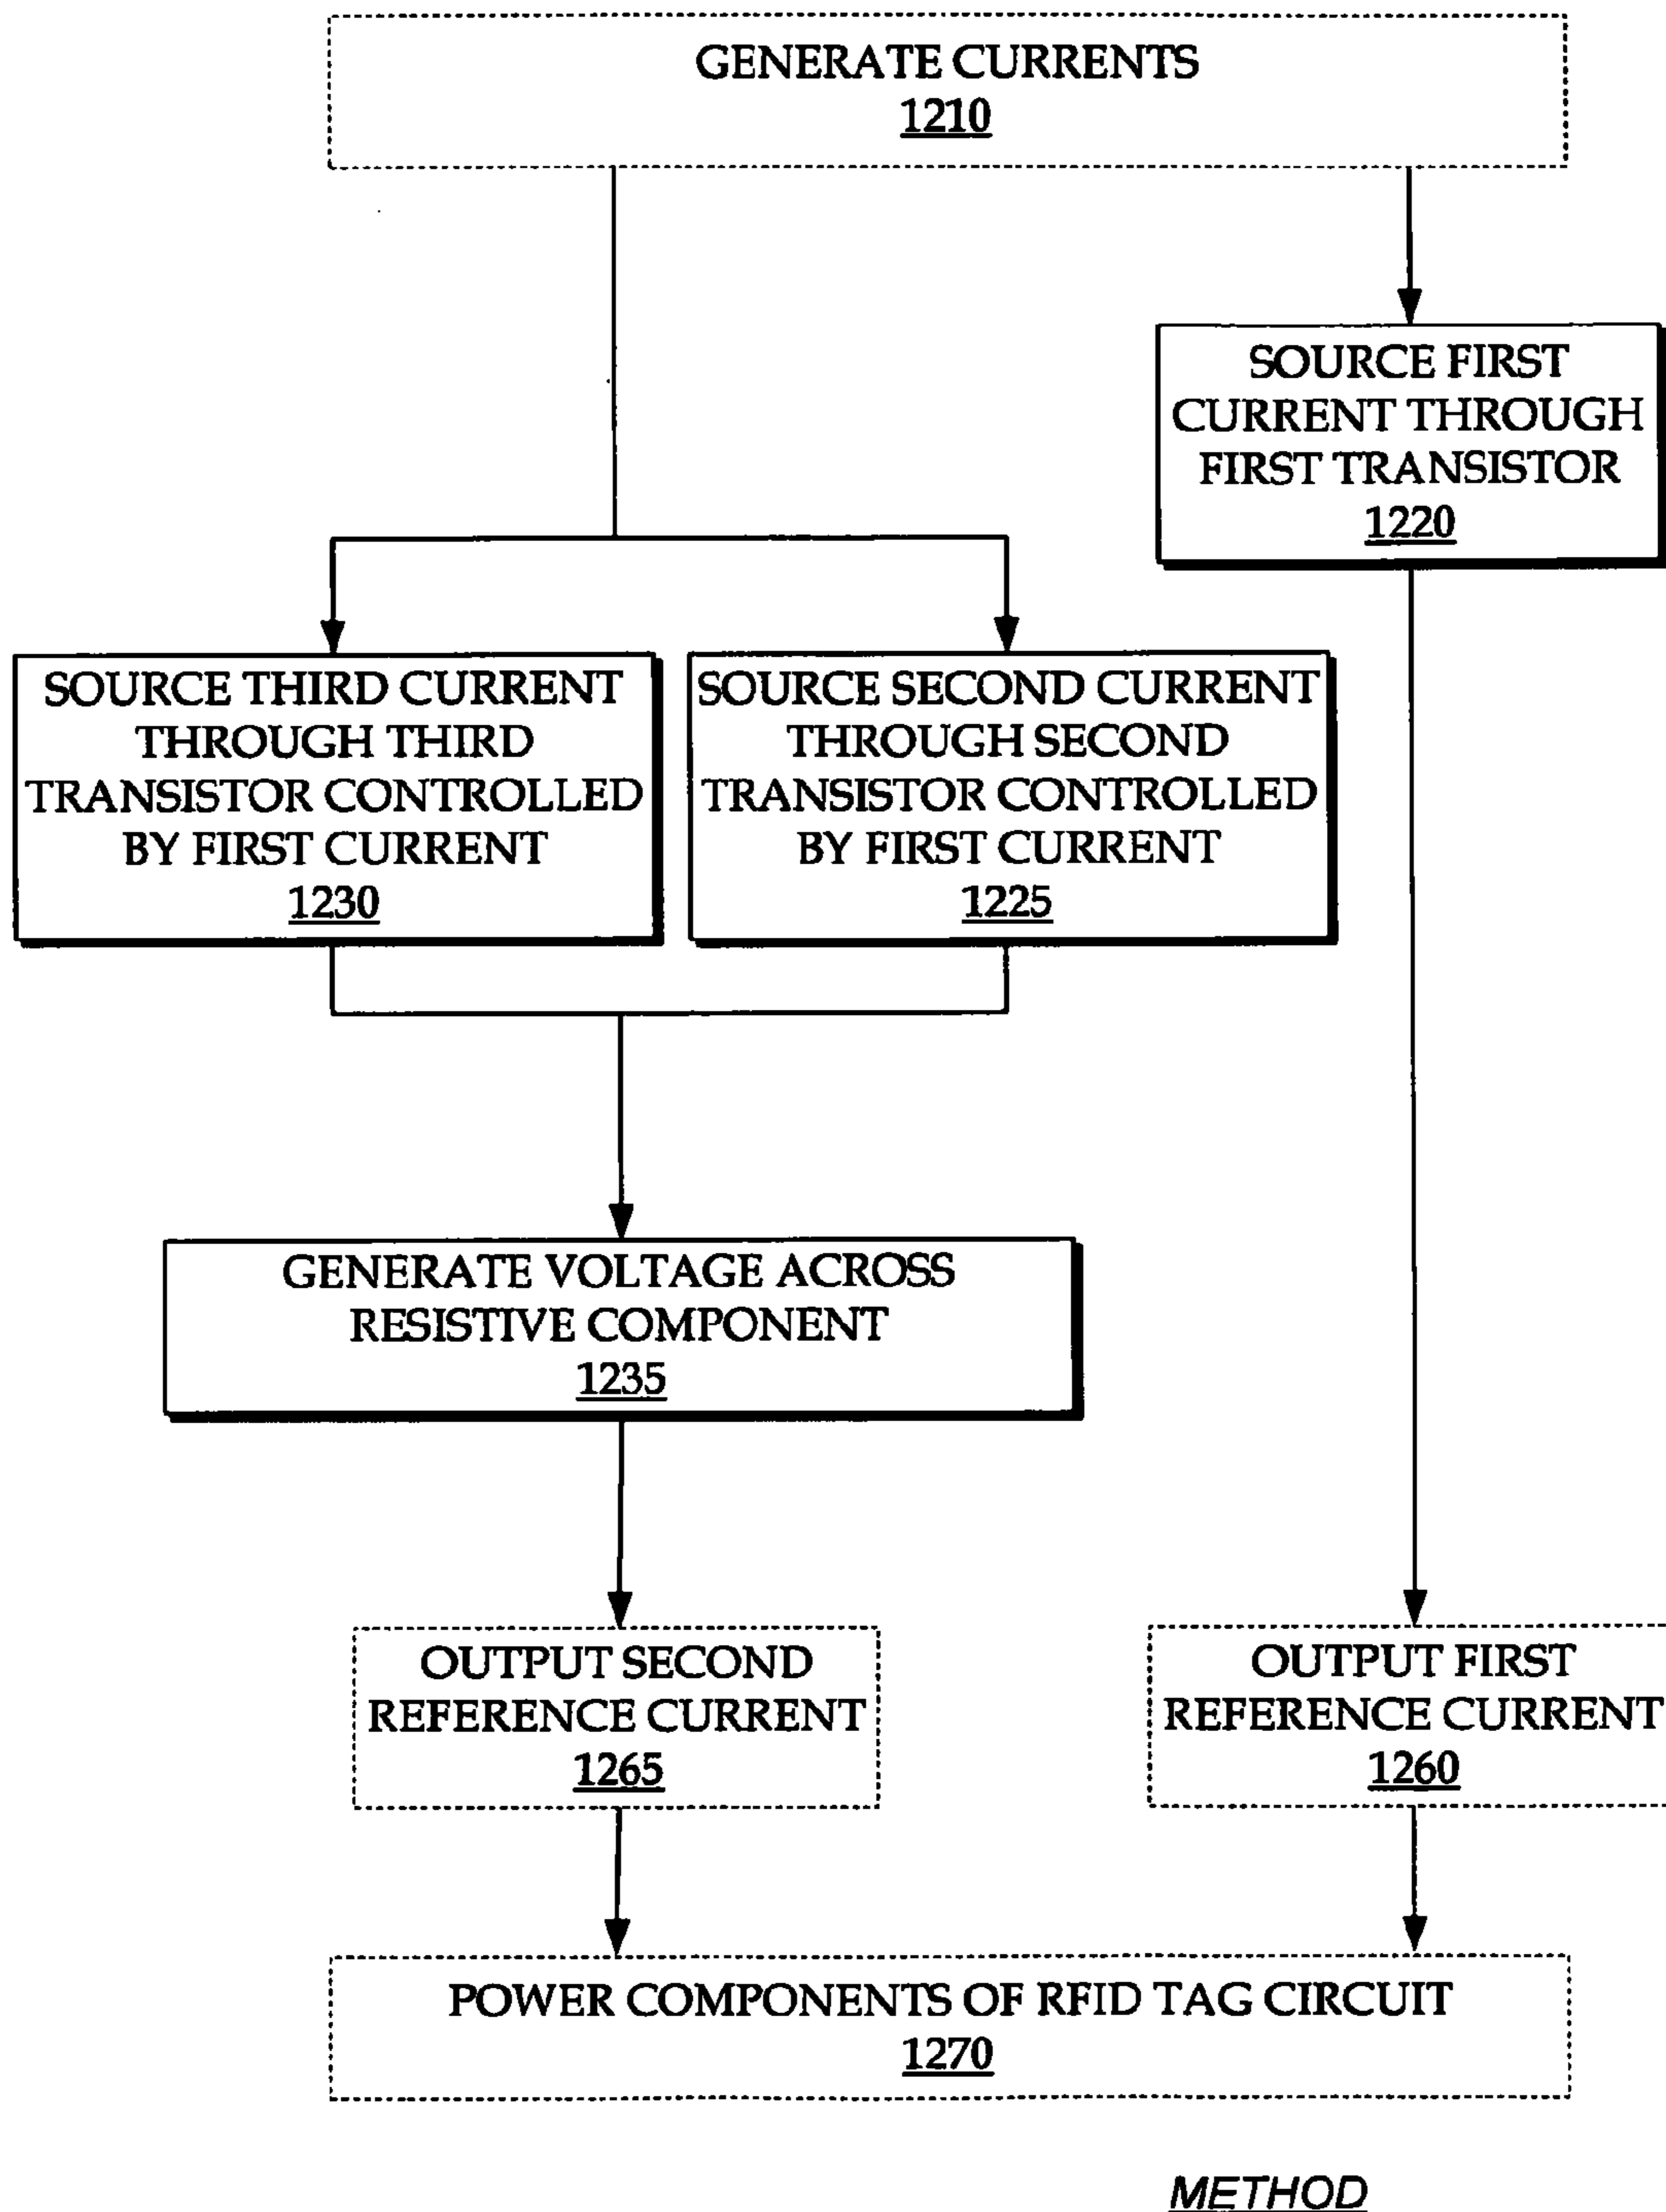 GENERATE CURRENTS
1210
SOURCE FIRST
CURRENT THROUGH
FIRST TRANSISTOR
1220
SOURCE THIRD CURRENT
THROUGH THIRD
TRANSISTOR CONTROLLED
BY FIRST CURRENT
1230
SOURCE SECOND CURRENT
THROUGH SECOND
TRANSISTOR CONTROLLED
BY FIRST CURRENT
1225
GENERATE VOLTAGE ACROSS
RESISTIVE COMPONENT
1235
OUTPUT SECOND
REFERENCE CURRENT
1265
OUTPUT FIRST
REFERENCE CURRENT
1260
POWER COMPONENTS OF RFID TAG CIRCUIT
1270
METHOD